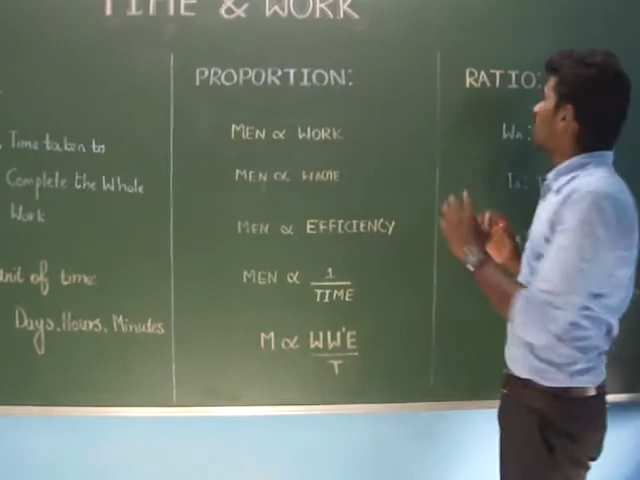 TIME & WORK
Time taken to
Complete the Whole
Work
unit of time
Days, Hours, Minutes
PROPORTION:
MEN ∝ WORK
MEN ∝ WAGE
MEN ∝ EFFICIENCY
MEN ∝ 1
TIME
M ∝ WW'E
T
RATIO: